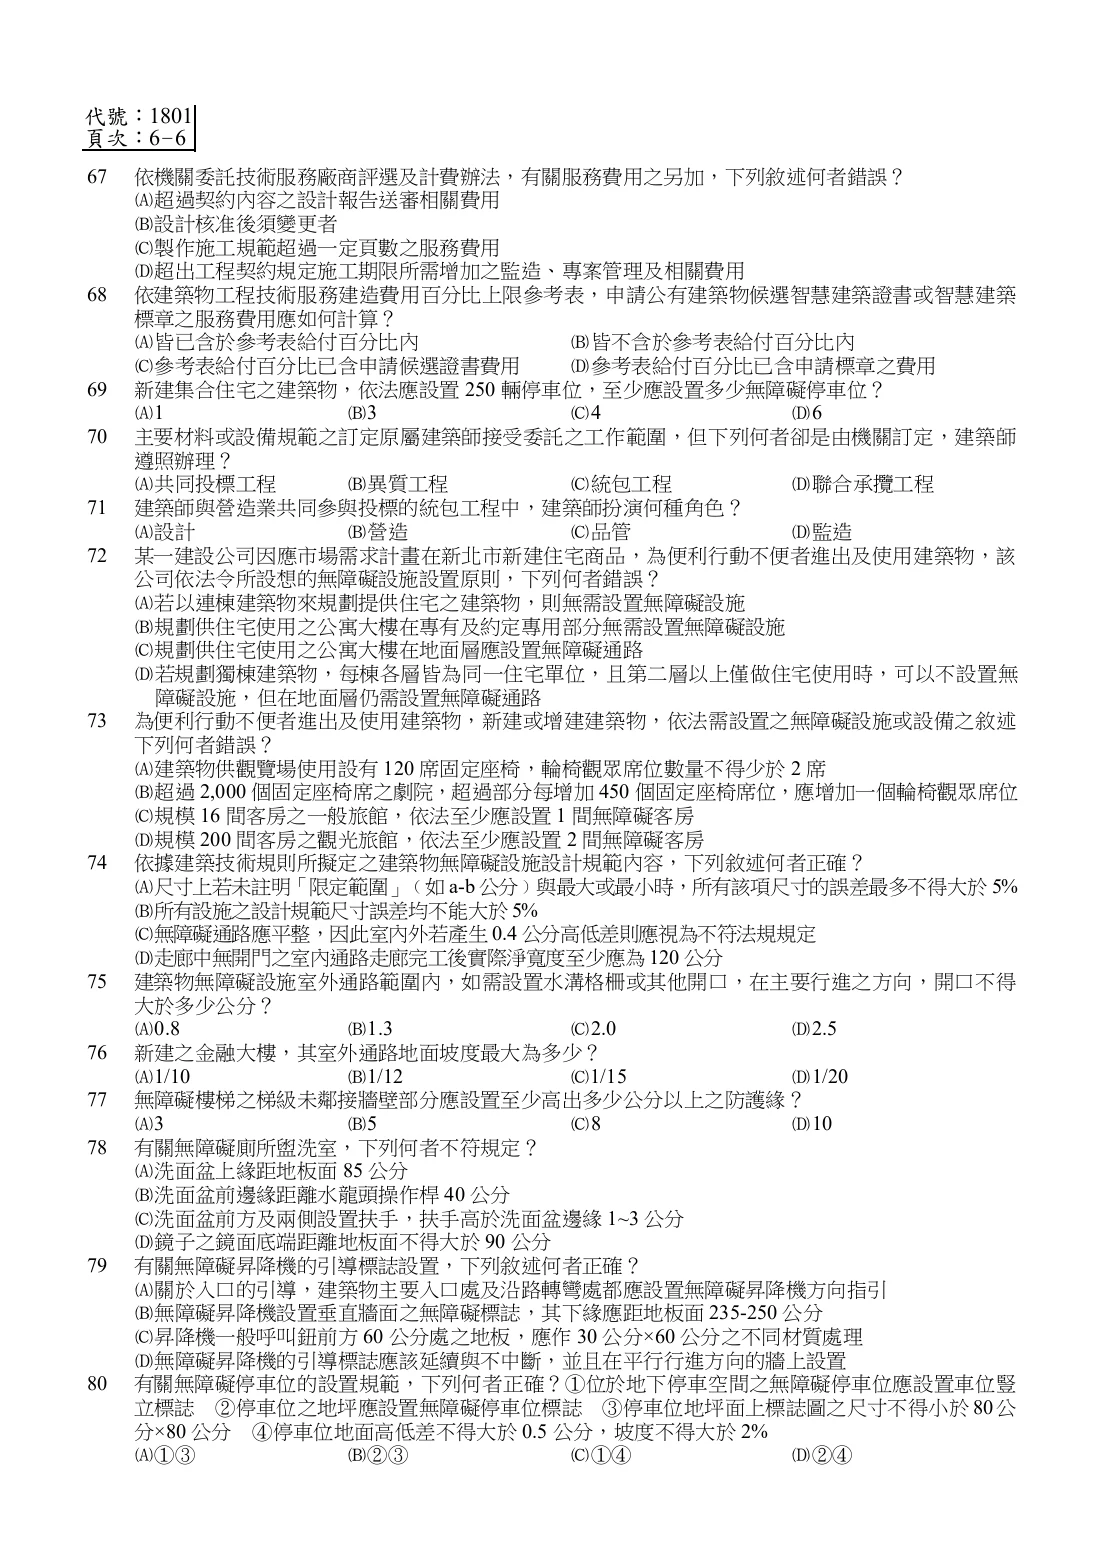 代號：1801
頁次：6－6
67 依機關委託技術服務廠商評選及計費辦法，有關服務費用之另加，下列敘述何者錯誤？
(A)超過契約內容之設計報告送審相關費用
(B)設計核准後須變更者
(C)製作施工規範超過一定頁數之服務費用
(D)超出工程契約規定施工期限所需增加之監造、專案管理及相關費用
68 依建築物工程技術服務建造費用百分比上限參考表，申請公有建築物候選智慧建築證書或智慧建築
標章之服務費用應如何計算？
(A)皆已含於參考表給付百分比內 (B)皆不含於參考表給付百分比內
(C)參考表給付百分比已含申請候選證書費用 (D)參考表給付百分比已含申請標章之費用
69 新建集合住宅之建築物，依法應設置 250 輛停車位，至少應設置多少無障礙停車位？
(A)1 (B)3 (C)4 (D)6
70 主要材料或設備規範之訂定原屬建築師接受委託之工作範圍，但下列何者卻是由機關訂定，建築師
遵照辦理？
(A)共同投標工程 (B)異質工程 (C)統包工程 (D)聯合承攬工程
71 建築師與營造業共同參與投標的統包工程中，建築師扮演何種角色？
(A)設計 (B)營造 (C)品管 (D)監造
72 某一建設公司因應市場需求計畫在新北市新建住宅商品，為便利行動不便者進出及使用建築物，該
公司依法令所設想的無障礙設施設置原則，下列何者錯誤？
(A)若以連棟建築物來規劃提供住宅之建築物，則無需設置無障礙設施
(B)規劃供住宅使用之公寓大樓在專有及約定專用部分無需設置無障礙設施
(C)規劃供住宅使用之公寓大樓在地面層應設置無障礙通路
(D)若規劃獨棟建築物，每棟各層皆為同一住宅單位，且第二層以上僅做住宅使用時，可以不設置無
障礙設施，但在地面層仍需設置無障礙通路
73 為便利行動不便者進出及使用建築物，新建或增建建築物，依法需設置之無障礙設施或設備之敘述
下列何者錯誤？
(A)建築物供觀覽場使用設有 120 席固定座椅，輪椅觀眾席位數量不得少於 2 席
(B)超過 2,000 個固定座椅席之劇院，超過部分每增加 450 個固定座椅席位，應增加一個輪椅觀眾席位
(C)規模 16 間客房之一般旅館，依法至少應設置 1 間無障礙客房
(D)規模 200 間客房之觀光旅館，依法至少應設置 2 間無障礙客房
74 依據建築技術規則所擬定之建築物無障礙設施設計規範內容，下列敘述何者正確？
(A)尺寸上若未註明「限定範圍」（如 a-b 公分）與最大或最小時，所有該項尺寸的誤差最多不得大於 5%
(B)所有設施之設計規範尺寸誤差均不能大於 5%
(C)無障礙通路應平整，因此室內外若產生 0.4 公分高低差則應視為不符法規規定
(D)走廊中無開門之室內通路走廊完工後實際淨寬度至少應為 120 公分
75 建築物無障礙設施室外通路範圍內，如需設置水溝格柵或其他開口，在主要行進之方向，開口不得
大於多少公分？
(A)0.8 (B)1.3 (C)2.0 (D)2.5
76 新建之金融大樓，其室外通路地面坡度最大為多少？
(A)1/10 (B)1/12 (C)1/15 (D)1/20
77 無障礙樓梯之梯級未鄰接牆壁部分應設置至少高出多少公分以上之防護緣？
(A)3 (B)5 (C)8 (D)10
78 有關無障礙廁所盥洗室，下列何者不符規定？
(A)洗面盆上緣距地板面 85 公分
(B)洗面盆前邊緣距離水龍頭操作桿 40 公分
(C)洗面盆前方及兩側設置扶手，扶手高於洗面盆邊緣 1~3 公分
(D)鏡子之鏡面底端距離地板面不得大於 90 公分
79 有關無障礙昇降機的引導標誌設置，下列敘述何者正確？
(A)關於入口的引導，建築物主要入口處及沿路轉彎處都應設置無障礙昇降機方向指引
(B)無障礙昇降機設置垂直牆面之無障礙標誌，其下緣應距地板面 235-250 公分
(C)昇降機一般呼叫鈕前方 60 公分處之地板，應作 30 公分×60 公分之不同材質處理
(D)無障礙昇降機的引導標誌應該延續與不中斷，並且在平行行進方向的牆上設置
80 有關無障礙停車位的設置規範，下列何者正確？①位於地下停車空間之無障礙停車位應設置車位豎
立標誌 ②停車位之地坪應設置無障礙停車位標誌 ③停車位地坪面上標誌圖之尺寸不得小於 80 公
分×80 公分 ④停車位地面高低差不得大於 0.5 公分，坡度不得大於 2%
(A)①③ (B)②③ (C)①④ (D)②④